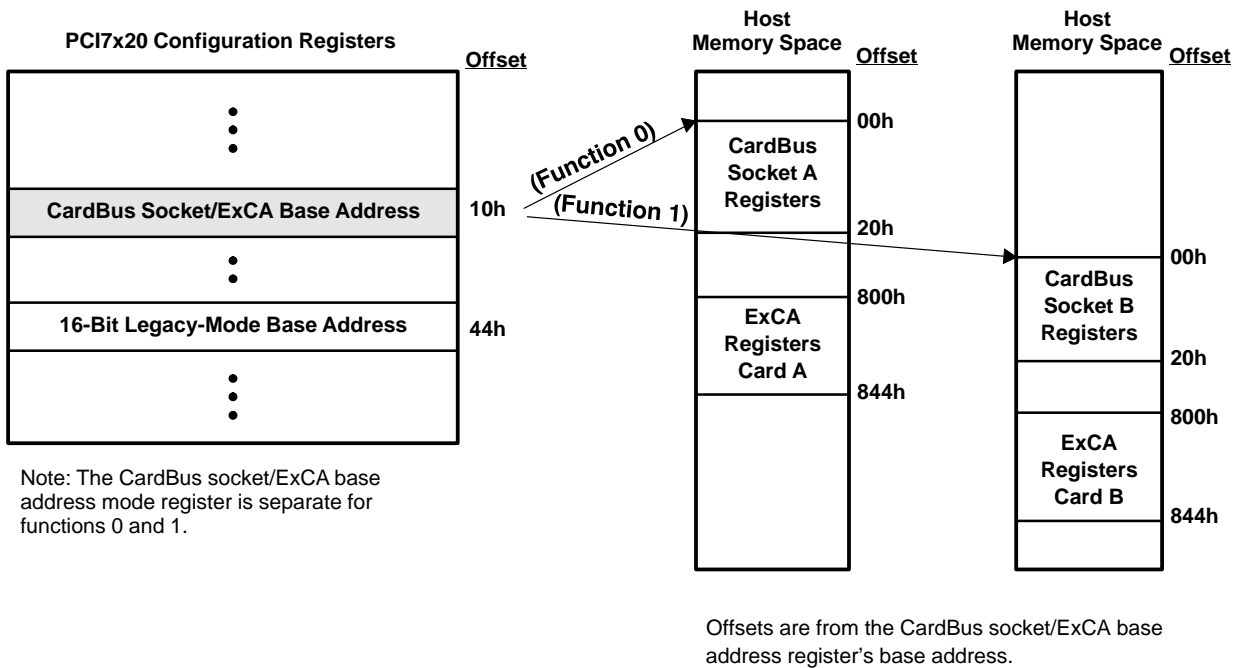 PCI7x20 Configuration Registers
Offset
CardBus Socket/ExCA Base Address
10h
16-Bit Legacy-Mode Base Address
44h
Note: The CardBus socket/ExCA base
address mode register is separate for
functions 0 and 1.
(Function 0)
(Function 1)
Host
Memory Space
Offset
00h
CardBus
Socket A
Registers
20h
800h
ExCA
Registers
Card A
844h
Host
Memory Space
Offset
00h
CardBus
Socket B
Registers
20h
800h
ExCA
Registers
Card B
844h
Offsets are from the CardBus socket/ExCA base
address register's base address.